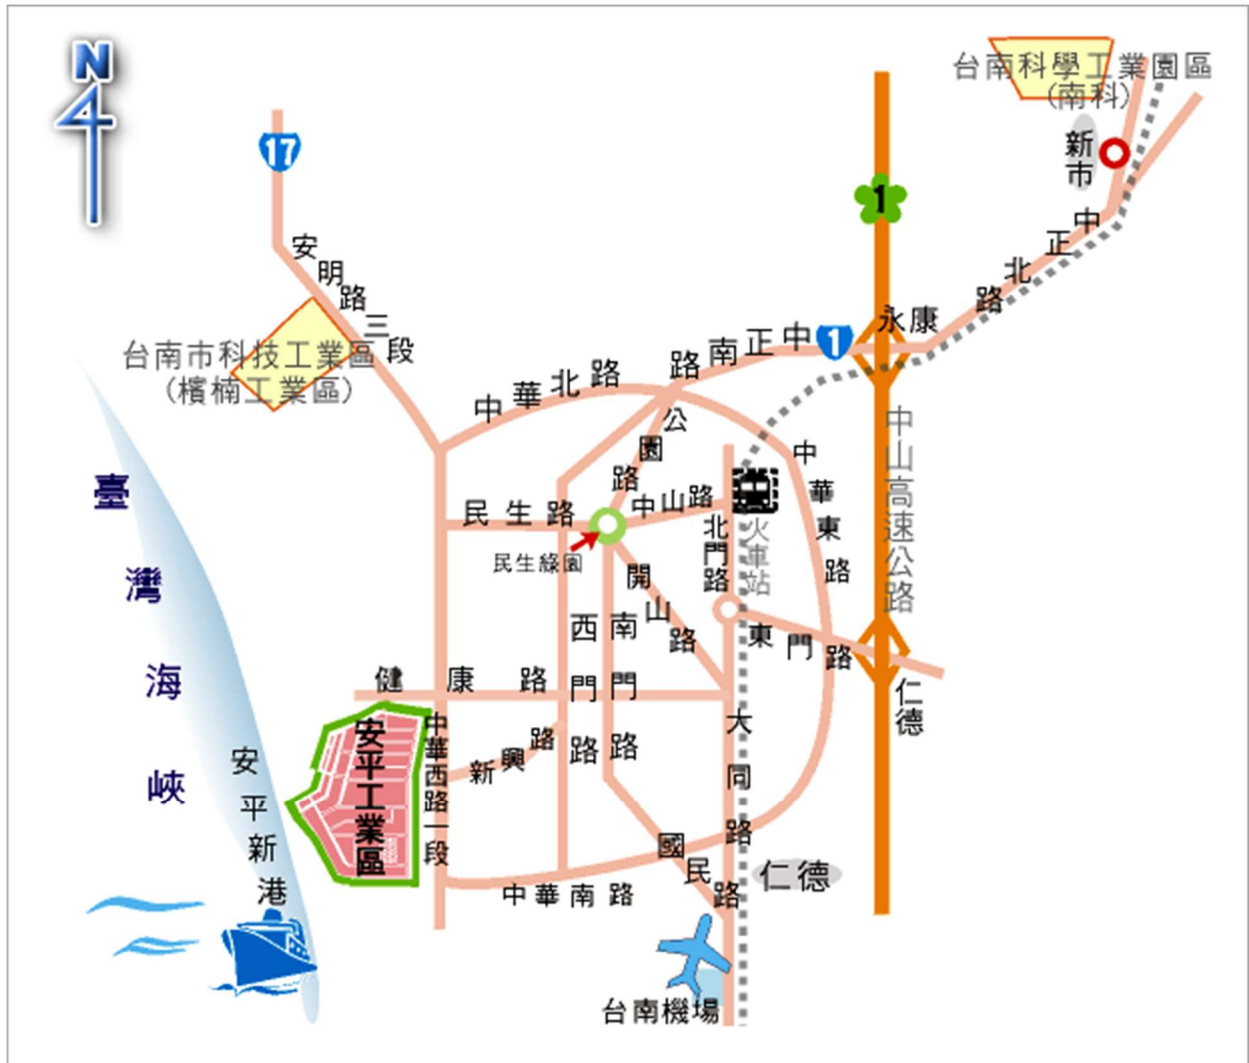 N
台南科學工業園區
(南科)
新市
17
1
安明路三段
中正北路
永康
1
中正南路
台南市科技工業區
(檳楠工業區)
中華北路
公園路
中山高速公路
中華東路
臺灣海峽
民生路
中山路
民生綠園
北門路
火車站
開山路
東門路
西門路
南門路
健康路
仁德
大同路
安平工業區
中華西路一段
新興路
安平新港
國民路
仁德
中華南路
台南機場